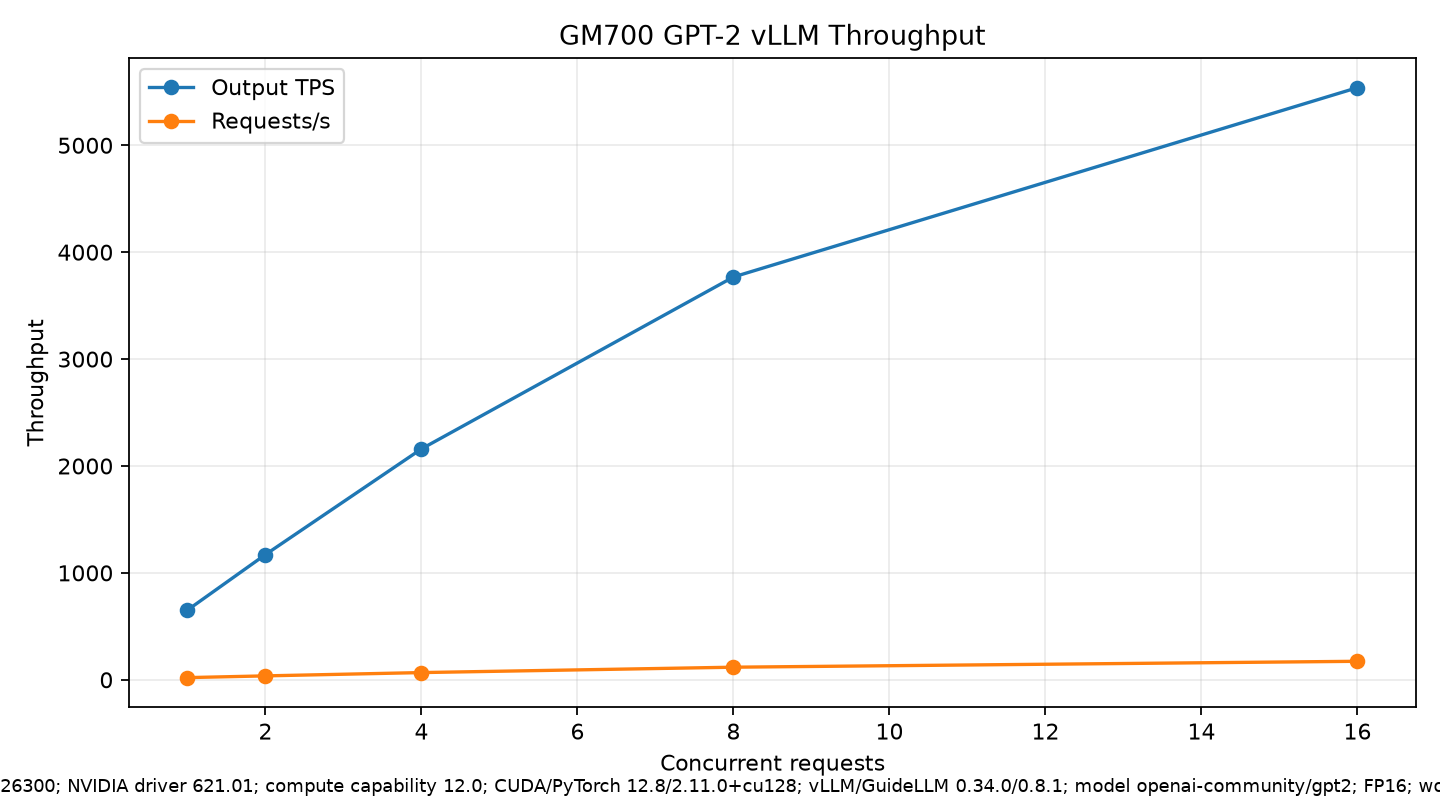 GM700 GPT-2 vLLM Throughput
Output TPS
Requests/s
Throughput
5000
4000
3000
2000
1000
0
2 4 6 8 10 12 14 16
Concurrent requests
26300; NVIDIA driver 621.01; compute capability 12.0; CUDA/PyTorch 12.8/2.11.0+cu128; vLLM/GuideLLM 0.34.0/0.8.1; model openai-community/gpt2; FP16;